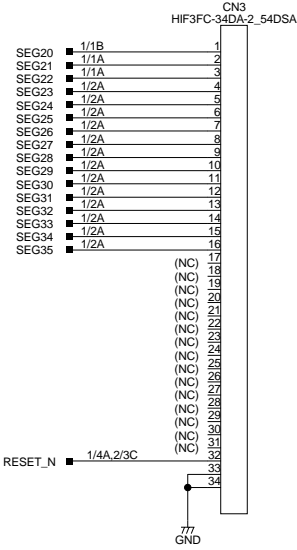 CN3
HIF3FC-34DA-2_54DSA
SEG20 1/1B 1
SEG21 1/1A 2
SEG22 1/1A 3
SEG23 1/2A 4
SEG24 1/2A 5
SEG25 1/2A 6
SEG26 1/2A 7
SEG27 1/2A 8
SEG28 1/2A 9
SEG29 1/2A 10
SEG30 1/2A 11
SEG31 1/2A 12
SEG32 1/2A 13
SEG33 1/2A 14
SEG34 1/2A 15
SEG35 1/2A 16
(NC) 17
(NC) 18
(NC) 19
(NC) 20
(NC) 21
(NC) 22
(NC) 23
(NC) 24
(NC) 25
(NC) 26
(NC) 27
(NC) 28
(NC) 29
(NC) 30
(NC) 31
RESET_N 1/4A,2/3C 32
33
34
GND